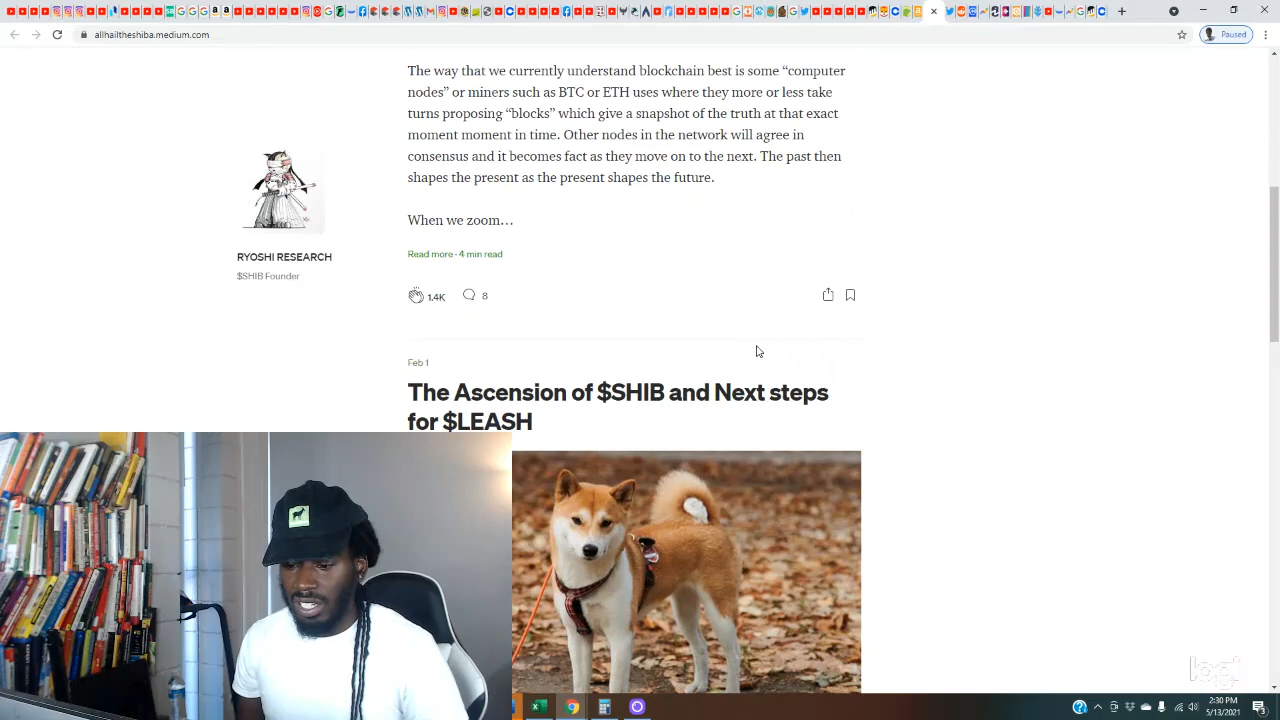 Paused
allhailtheshiba.medium.com
The way that we currently understand blockchain best is some “computer
nodes” or miners such as BTC or ETH uses where they more or less take
turns proposing “blocks” which give a snapshot of the truth at that exact
moment moment in time. Other nodes in the network will agree in
consensus and it becomes fact as they move on to the next. The past then
shapes the present as the present shapes the future.
When we zoom…
Read more · 4 min read
RYOSHI RESEARCH
$SHIB Founder
1.4K
8
Feb 1
The Ascension of $SHIB and Next steps
for $LEASH
logi
2:30 PM
5/13/2021